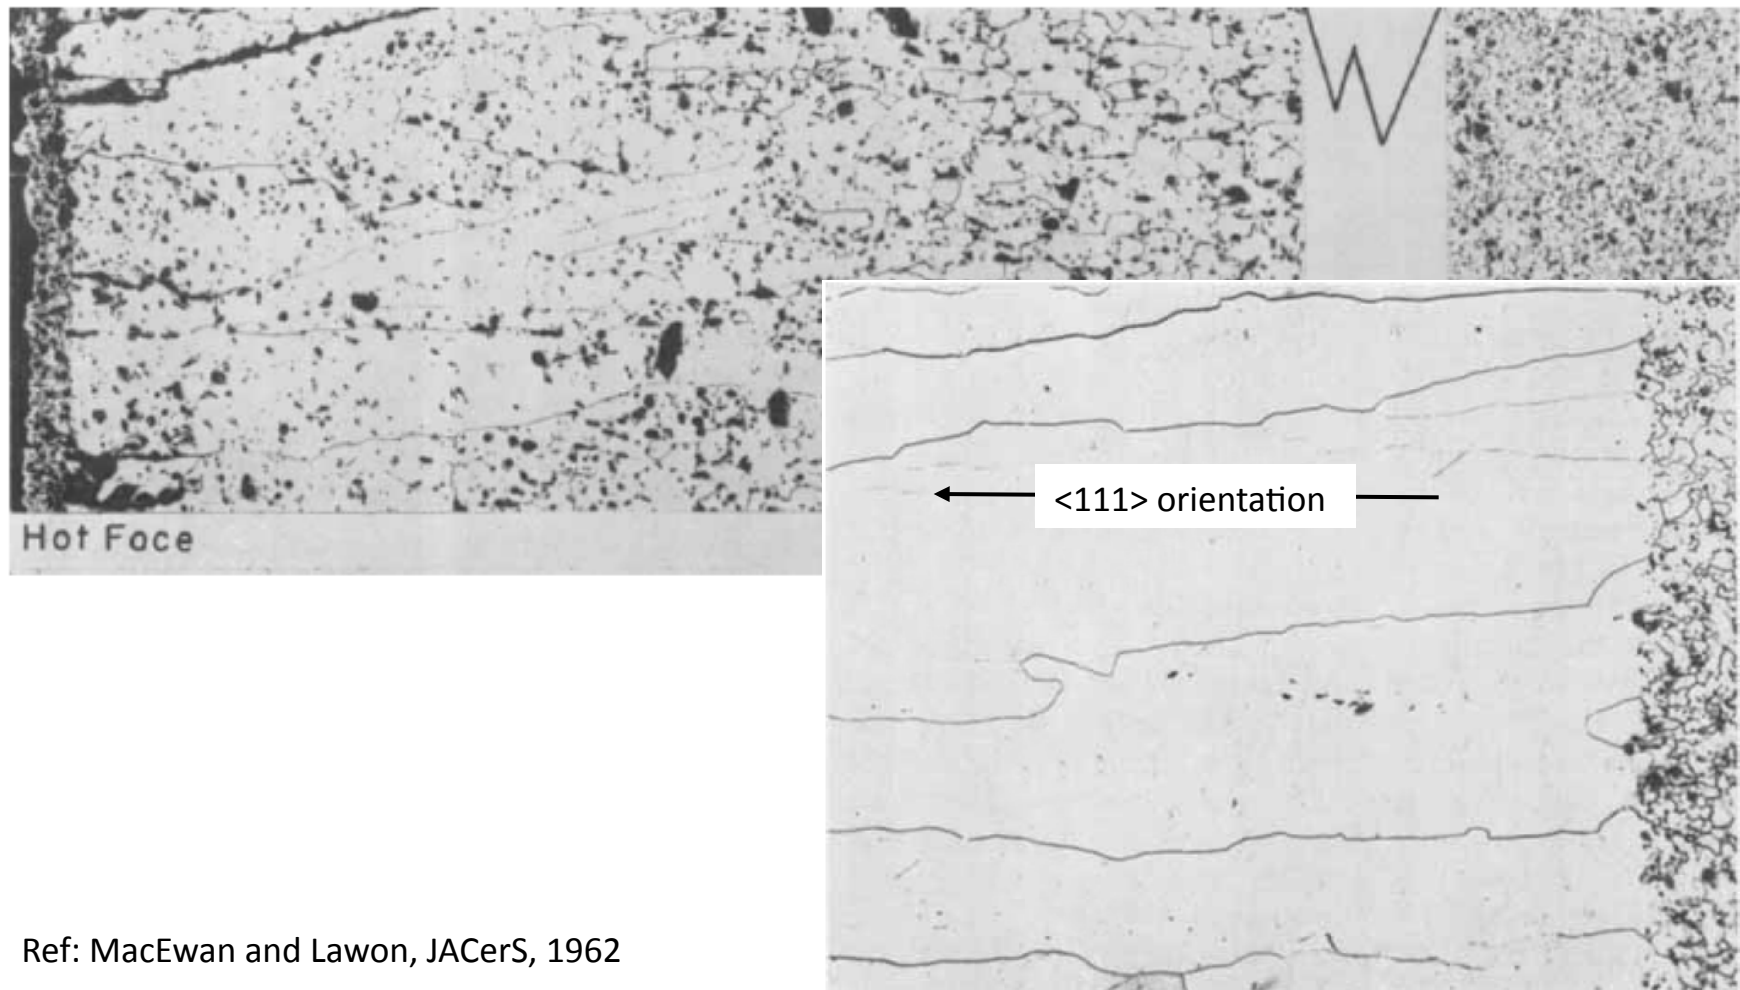 Hot Face
<111> orientation
Ref: MacEwan and Lawon, JACerS, 1962